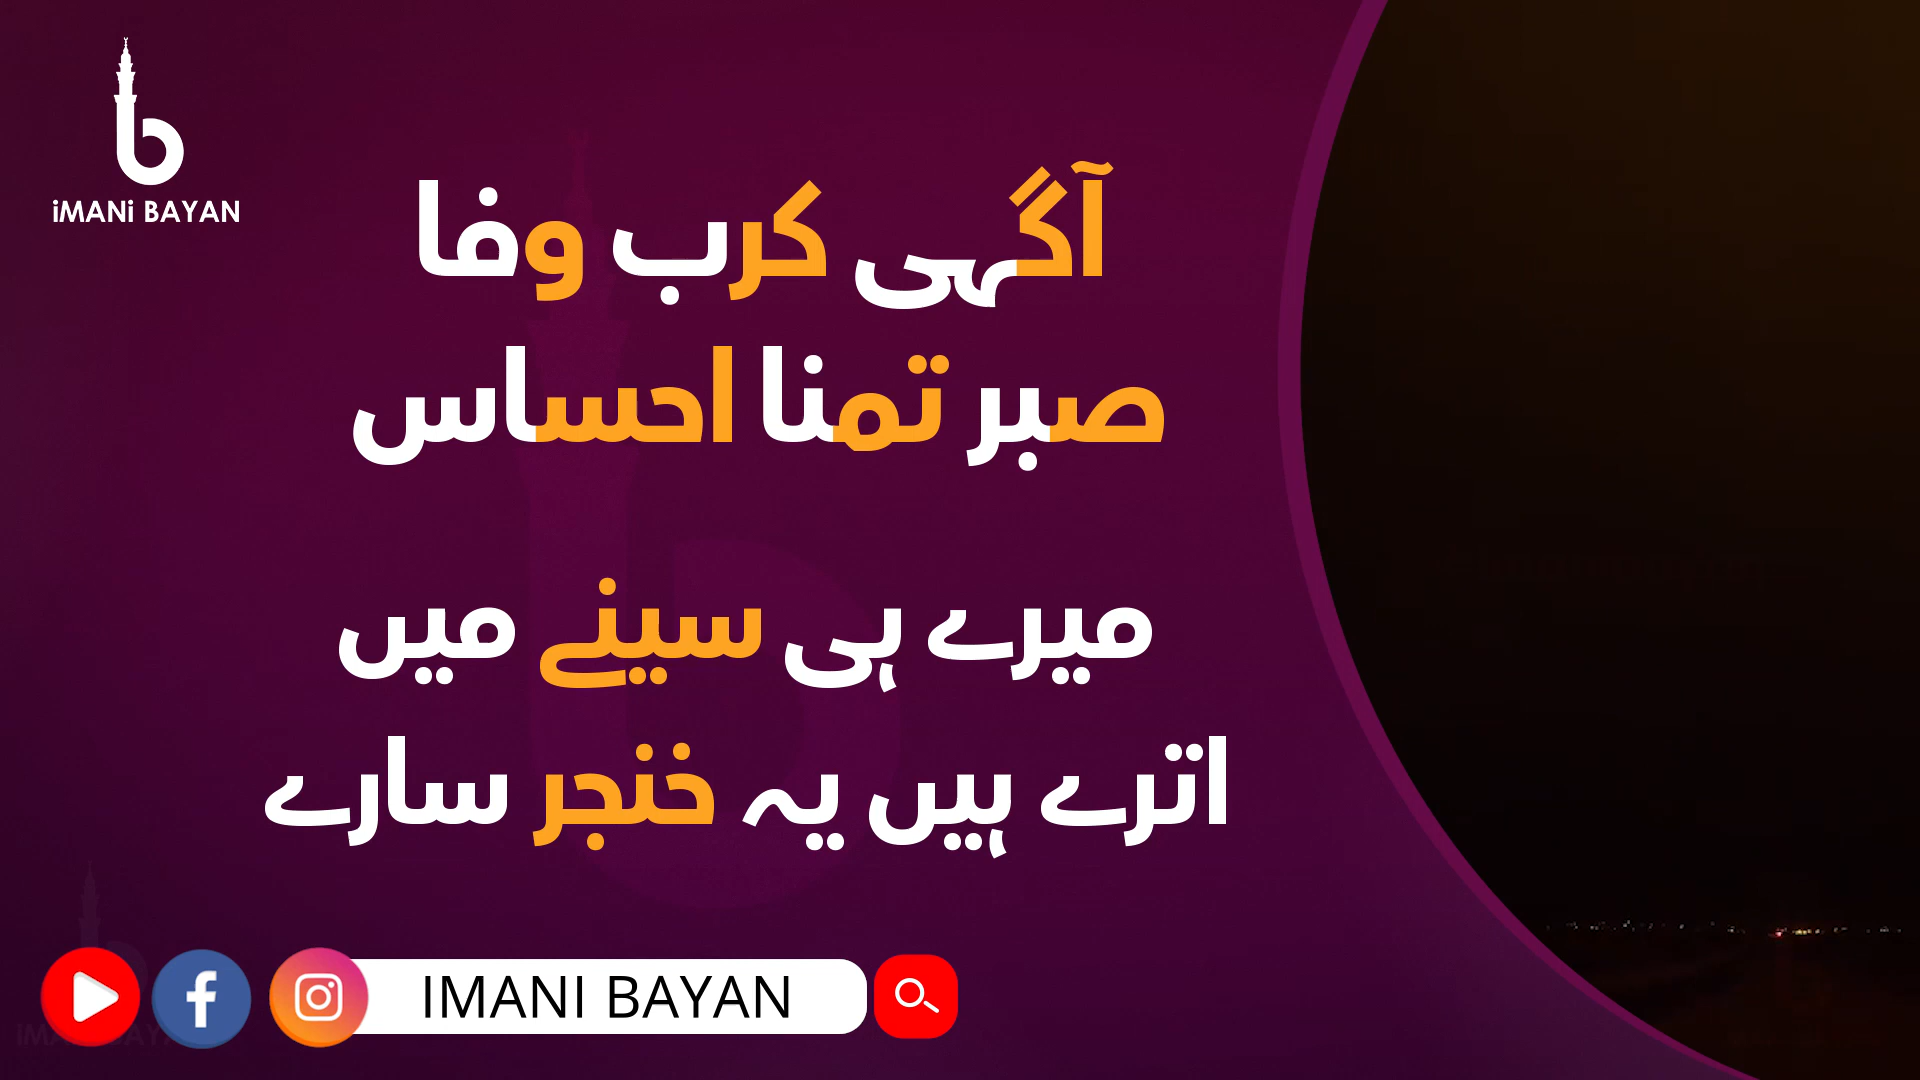 iMANi BAYAN
آگہی کرب وفا
صبر تمنا احساس
میرے ہی سینے میں
اترے ہیں یہ خنجر سارے
IMANI BAYAN